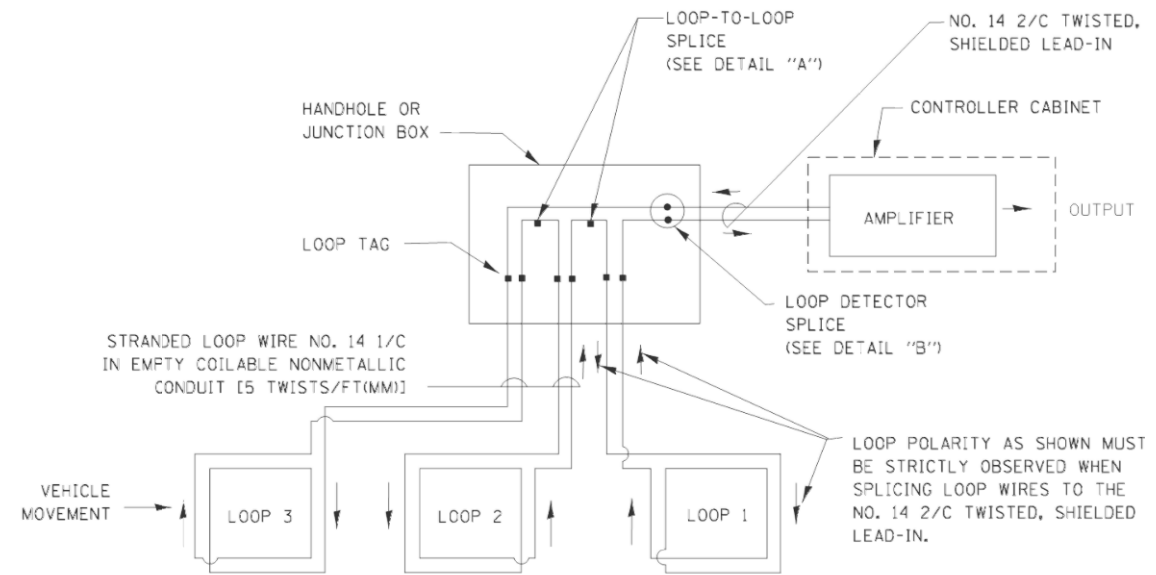 LOOP-TO-LOOP
SPLICE
(SEE DETAIL "A")
NO. 14 2/C TWISTED,
SHIELDED LEAD-IN
HANDHOLE OR
JUNCTION BOX
CONTROLLER CABINET
AMPLIFIER
OUTPUT
LOOP TAG
LOOP DETECTOR
SPLICE
(SEE DETAIL "B")
STRANDED LOOP WIRE NO. 14 1/C
IN EMPTY COILABLE NONMETALLIC
CONDUIT [5 TWISTS/FT(MM)]
LOOP POLARITY AS SHOWN MUST
BE STRICTLY OBSERVED WHEN
SPLICING LOOP WIRES TO THE
NO. 14 2/C TWISTED, SHIELDED
LEAD-IN.
VEHICLE
MOVEMENT
LOOP 3
LOOP 2
LOOP 1